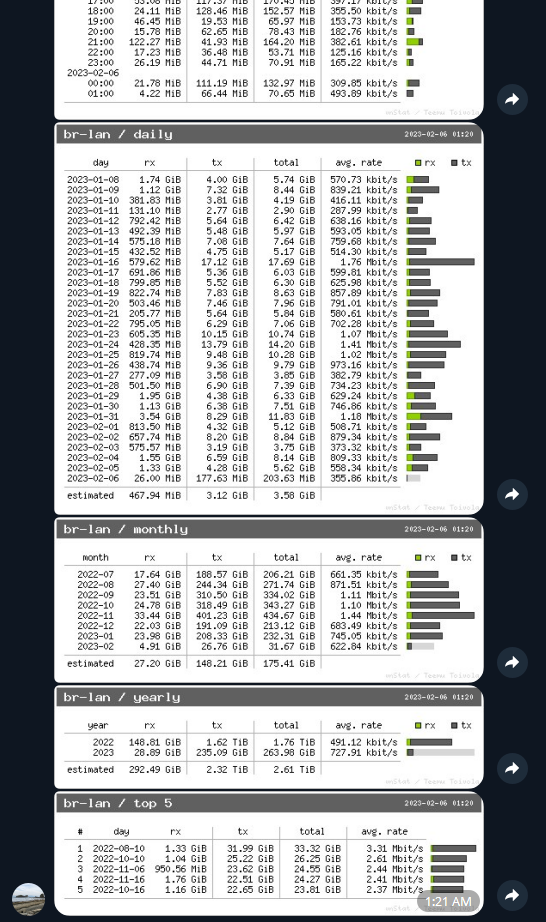 17:00 53.08 MiB 117.37 MiB 170.45 MiB 397.17 kbit/s
18:00 24.11 MiB 128.46 MiB 152.57 MiB 355.50 kbit/s
19:00 46.45 MiB 19.53 MiB 65.97 MiB 153.73 kbit/s
20:00 15.78 MiB 62.65 MiB 78.43 MiB 182.76 kbit/s
21:00 122.27 MiB 41.93 MiB 164.20 MiB 382.61 kbit/s
22:00 17.23 MiB 36.48 MiB 53.71 MiB 125.16 kbit/s
23:00 26.19 MiB 44.71 MiB 70.91 MiB 165.22 kbit/s
2023-02-06
00:00 21.78 MiB 111.19 MiB 132.97 MiB 309.85 kbit/s
01:00 4.22 MiB 66.44 MiB 70.65 MiB 493.89 kbit/s
vnStat / Teemu Toivola
br-lan / daily 2023-02-06 01:20
day rx tx total avg. rate rx tx
2023-01-08 1.74 GiB 4.00 GiB 5.74 GiB 570.73 kbit/s
2023-01-09 1.12 GiB 7.32 GiB 8.44 GiB 839.21 kbit/s
2023-01-10 381.83 MiB 3.81 GiB 4.19 GiB 416.11 kbit/s
2023-01-11 131.10 MiB 2.77 GiB 2.90 GiB 287.99 kbit/s
2023-01-12 792.42 MiB 5.64 GiB 6.42 GiB 638.16 kbit/s
2023-01-13 492.39 MiB 5.48 GiB 5.97 GiB 593.05 kbit/s
2023-01-14 575.18 MiB 7.08 GiB 7.64 GiB 759.68 kbit/s
2023-01-15 432.52 MiB 4.75 GiB 5.17 GiB 514.30 kbit/s
2023-01-16 579.62 MiB 17.12 GiB 17.69 GiB 1.76 Mbit/s
2023-01-17 691.86 MiB 5.36 GiB 6.03 GiB 599.81 kbit/s
2023-01-18 799.85 MiB 5.52 GiB 6.30 GiB 625.98 kbit/s
2023-01-19 822.74 MiB 7.83 GiB 8.63 GiB 857.89 kbit/s
2023-01-20 503.46 MiB 7.46 GiB 7.96 GiB 791.01 kbit/s
2023-01-21 205.77 MiB 5.64 GiB 5.84 GiB 580.61 kbit/s
2023-01-22 795.05 MiB 6.29 GiB 7.06 GiB 702.28 kbit/s
2023-01-23 605.35 MiB 10.15 GiB 10.74 GiB 1.07 Mbit/s
2023-01-24 428.35 MiB 13.79 GiB 14.20 GiB 1.41 Mbit/s
2023-01-25 819.74 MiB 9.48 GiB 10.28 GiB 1.02 Mbit/s
2023-01-26 438.74 MiB 9.36 GiB 9.79 GiB 973.16 kbit/s
2023-01-27 277.09 MiB 3.58 GiB 3.85 GiB 382.79 kbit/s
2023-01-28 501.50 MiB 6.90 GiB 7.39 GiB 734.23 kbit/s
2023-01-29 1.95 GiB 4.38 GiB 6.33 GiB 629.24 kbit/s
2023-01-30 1.13 GiB 6.38 GiB 7.51 GiB 746.86 kbit/s
2023-01-31 3.54 GiB 8.29 GiB 11.83 GiB 1.18 Mbit/s
2023-02-01 813.50 MiB 4.32 GiB 5.12 GiB 508.71 kbit/s
2023-02-02 657.74 MiB 8.20 GiB 8.84 GiB 879.34 kbit/s
2023-02-03 575.57 MiB 3.19 GiB 3.75 GiB 373.32 kbit/s
2023-02-04 1.55 GiB 6.59 GiB 8.14 GiB 809.33 kbit/s
2023-02-05 1.33 GiB 4.28 GiB 5.62 GiB 558.34 kbit/s
2023-02-06 26.00 MiB 177.63 MiB 203.63 MiB 355.86 kbit/s
estimated 467.94 MiB 3.12 GiB 3.58 GiB
vnStat / Teemu Toivola
br-lan / monthly 2023-02-06 01:20
month rx tx total avg. rate rx tx
2022-07 17.64 GiB 188.57 GiB 206.21 GiB 661.35 kbit/s
2022-08 27.40 GiB 244.34 GiB 271.74 GiB 871.51 kbit/s
2022-09 23.51 GiB 310.50 GiB 334.02 GiB 1.11 Mbit/s
2022-10 24.78 GiB 318.49 GiB 343.27 GiB 1.10 Mbit/s
2022-11 33.44 GiB 401.23 GiB 434.67 GiB 1.44 Mbit/s
2022-12 22.03 GiB 191.09 GiB 213.12 GiB 683.49 kbit/s
2023-01 23.98 GiB 208.33 GiB 232.31 GiB 745.05 kbit/s
2023-02 4.91 GiB 26.76 GiB 31.67 GiB 622.84 kbit/s
estimated 27.20 GiB 148.21 GiB 175.41 GiB
vnStat / Teemu Toivola
br-lan / yearly 2023-02-06 01:20
year rx tx total avg. rate rx tx
2022 148.81 GiB 1.62 TiB 1.76 TiB 491.12 kbit/s
2023 28.89 GiB 235.09 GiB 263.98 GiB 727.91 kbit/s
estimated 292.49 GiB 2.32 TiB 2.61 TiB
vnStat / Teemu Toivola
br-lan / top 5 2023-02-06 01:20
# day rx tx total avg. rate
1 2022-08-10 1.33 GiB 31.99 GiB 33.32 GiB 3.31 Mbit/s
2 2022-10-10 1.04 GiB 25.22 GiB 26.25 GiB 2.61 Mbit/s
3 2022-11-06 950.56 MiB 23.62 GiB 24.55 GiB 2.44 Mbit/s
4 2022-11-16 1.76 GiB 22.51 GiB 24.27 GiB 2.41 Mbit/s
5 2022-10-16 1.16 GiB 22.65 GiB 23.81 GiB 2.37 Mbit/s
1:21 AM